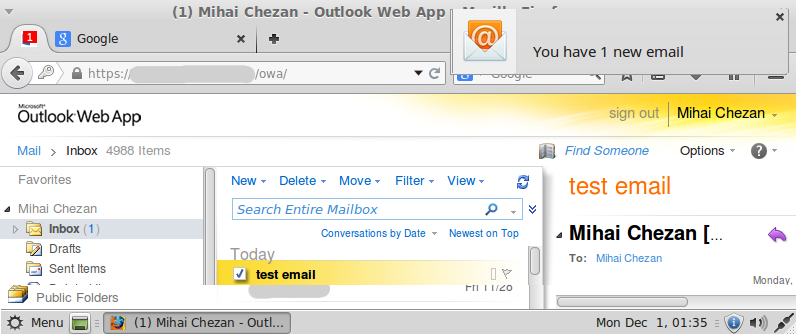 (1) Mihai Chezan - Outlook Web App
You have 1 new email
1
Google
https://
/owa/
Google
Microsoft®
Outlook Web App
sign out
Mihai Chezan
Mail
Inbox 4988 Items
Find Someone
Options
?
Favorites
Mihai Chezan
Inbox (1)
Drafts
Sent Items
Public Folders
New
Delete
Move
Filter
View
Search Entire Mailbox
Conversations by Date
Newest on Top
Today
test email
Fri 11/28
test email
Mihai Chezan [...
To: Mihai Chezan
Monday,
Menu
(1) Mihai Chezan - Outl...
Mon Dec 1, 01:35